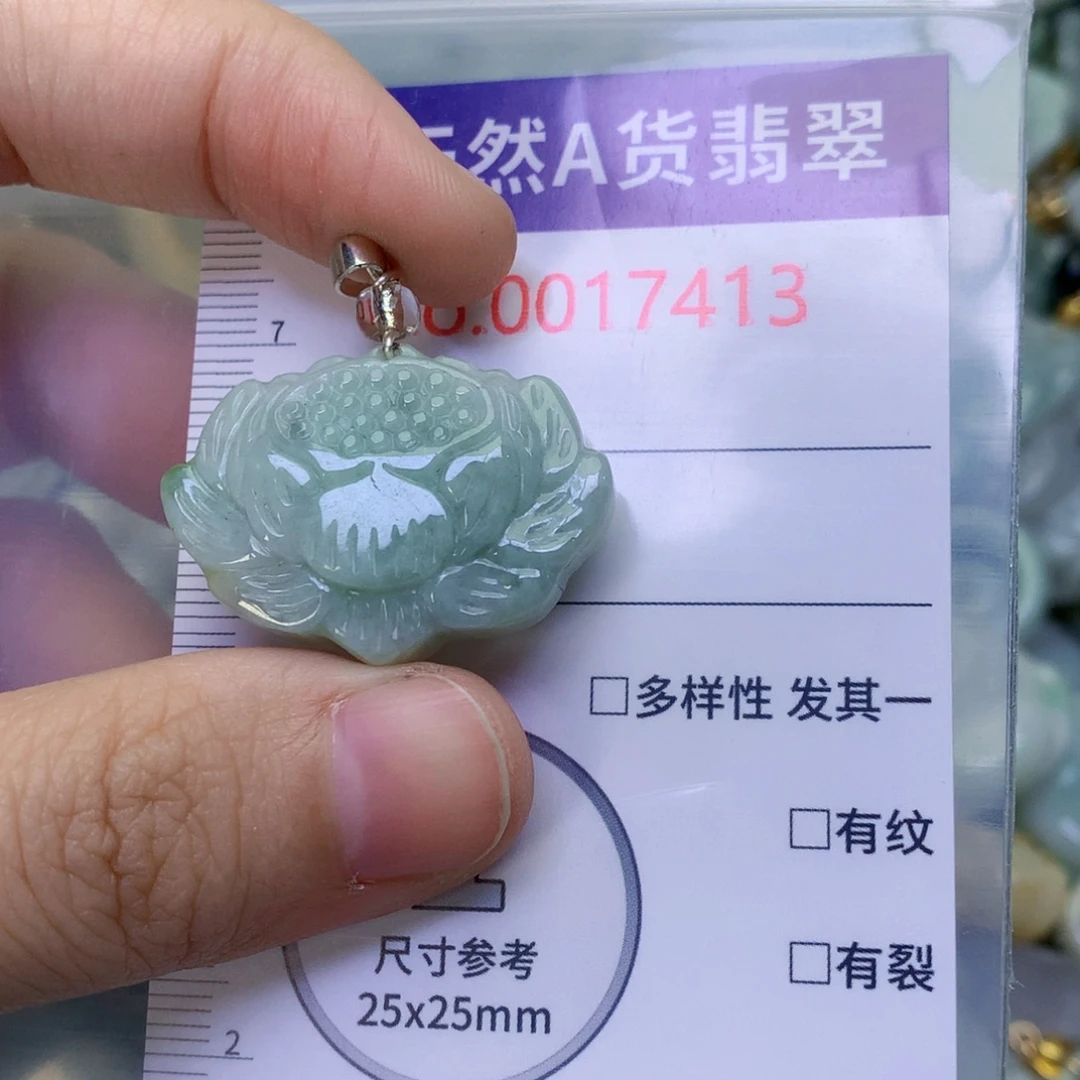 然A货翡翠
.0017413
7
□多样性 发其一
□有纹
□有裂
尺寸参考
25x25mm
2